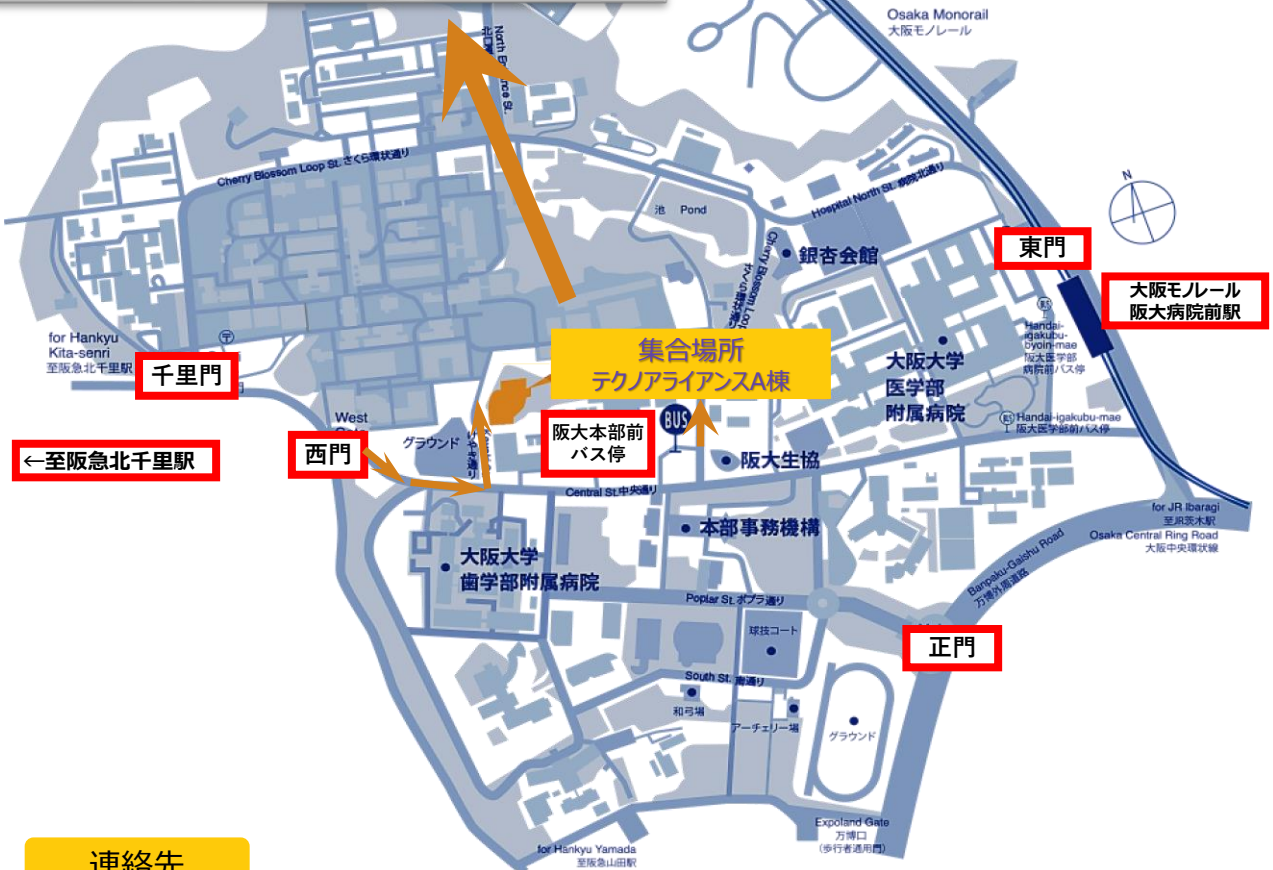 Osaka Monorail
大阪モノレール
North Entrance St.
Cherry Blossom Loop St. さくら環状通り
Hospital North St. 病院北通り
N
池 Pond
銀杏会館
Cherry Blossom Loop
東門
大阪モノレール
阪大病院前駅
Handai-
igakubu-
byoin-mae
阪大医学部
病院前バス停
for Hankyu
Kita-senri
至阪急北千里駅
千里門
集合場所
テクノアライアンスA棟
大阪大学
医学部
附属病院
West
グラウンド
けやき通り
阪大本部前
バス停
BUS
Handai-igakubu-mae
阪大医学部前バス停
←至阪急北千里駅
西門
阪大生協
Central St.中央通り
for JR Ibaragi
至JR茨木駅
Osaka Central Ring Road
大阪中央環状線
本部事務機構
大阪大学
歯学部附属病院
Banpaku-Gaishu Road
万博外周道路
Poplar St.ポプラ通り
球技コート
正門
South St. 南通り
和弓場
アーチェリー場
グラウンド
Expoland Gate
万博口
(歩行者通用門)
for Hankyu Yamada
至阪急山田駅
連絡先